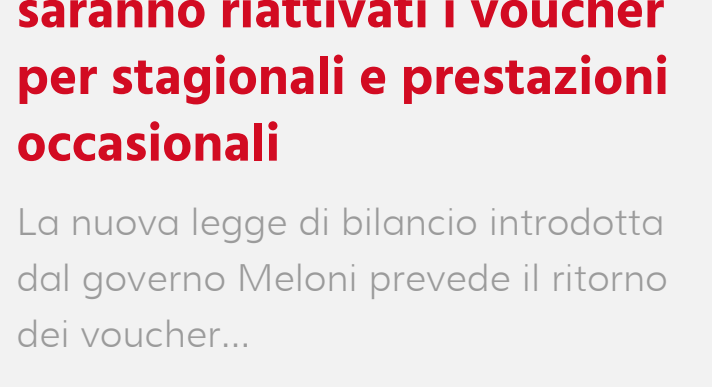 saranno riattivati i voucher
per stagionali e prestazioni
occasionali
La nuova legge di bilancio introdotta
dal governo Meloni prevede il ritorno
dei voucher...